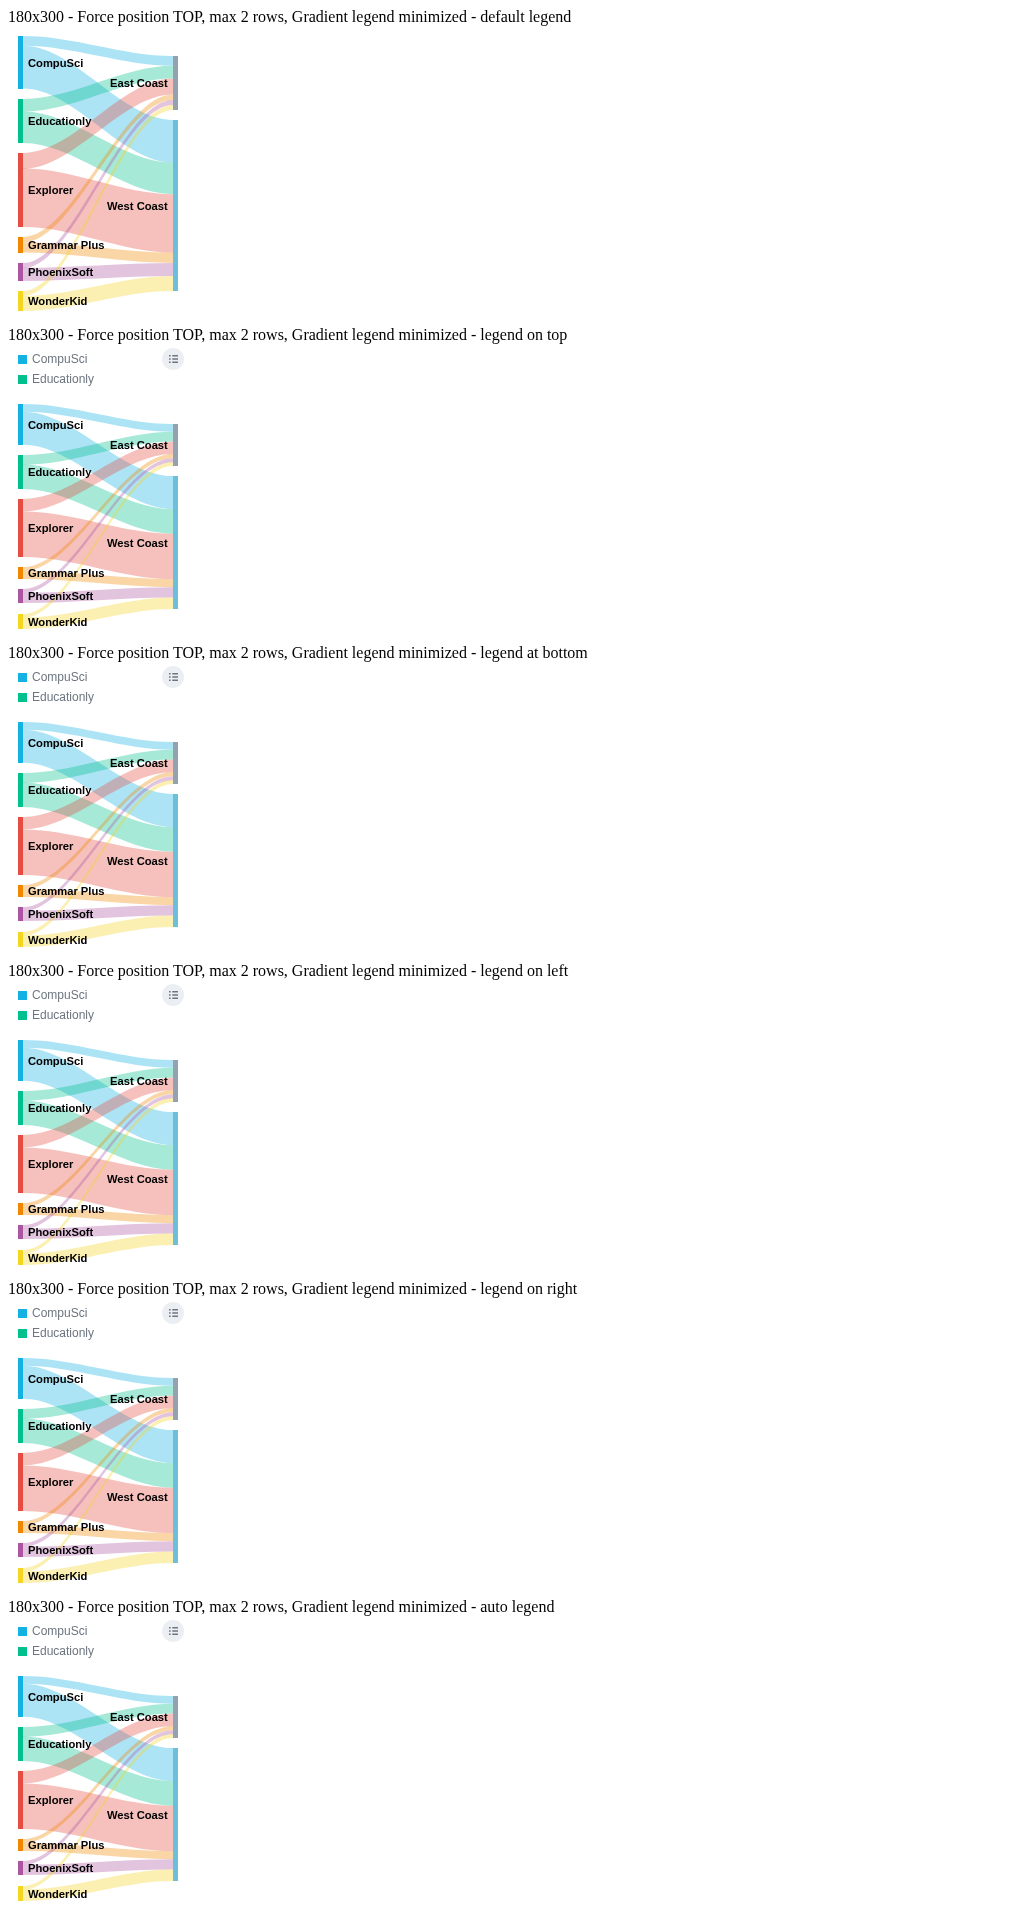 180x300 - Force position TOP, max 2 rows, Gradient legend minimized - default legend
CompuSci
East Coast
Educationly
Explorer
West Coast
Grammar Plus
PhoenixSoft
WonderKid
180x300 - Force position TOP, max 2 rows, Gradient legend minimized - legend on top
CompuSci
Educationly
CompuSci
East Coast
Educationly
Explorer
West Coast
Grammar Plus
PhoenixSoft
WonderKid
180x300 - Force position TOP, max 2 rows, Gradient legend minimized - legend at bottom
CompuSci
Educationly
CompuSci
East Coast
Educationly
Explorer
West Coast
Grammar Plus
PhoenixSoft
WonderKid
180x300 - Force position TOP, max 2 rows, Gradient legend minimized - legend on left
CompuSci
Educationly
CompuSci
East Coast
Educationly
Explorer
West Coast
Grammar Plus
PhoenixSoft
WonderKid
180x300 - Force position TOP, max 2 rows, Gradient legend minimized - legend on right
CompuSci
Educationly
CompuSci
East Coast
Educationly
Explorer
West Coast
Grammar Plus
PhoenixSoft
WonderKid
180x300 - Force position TOP, max 2 rows, Gradient legend minimized - auto legend
CompuSci
Educationly
CompuSci
East Coast
Educationly
Explorer
West Coast
Grammar Plus
PhoenixSoft
WonderKid